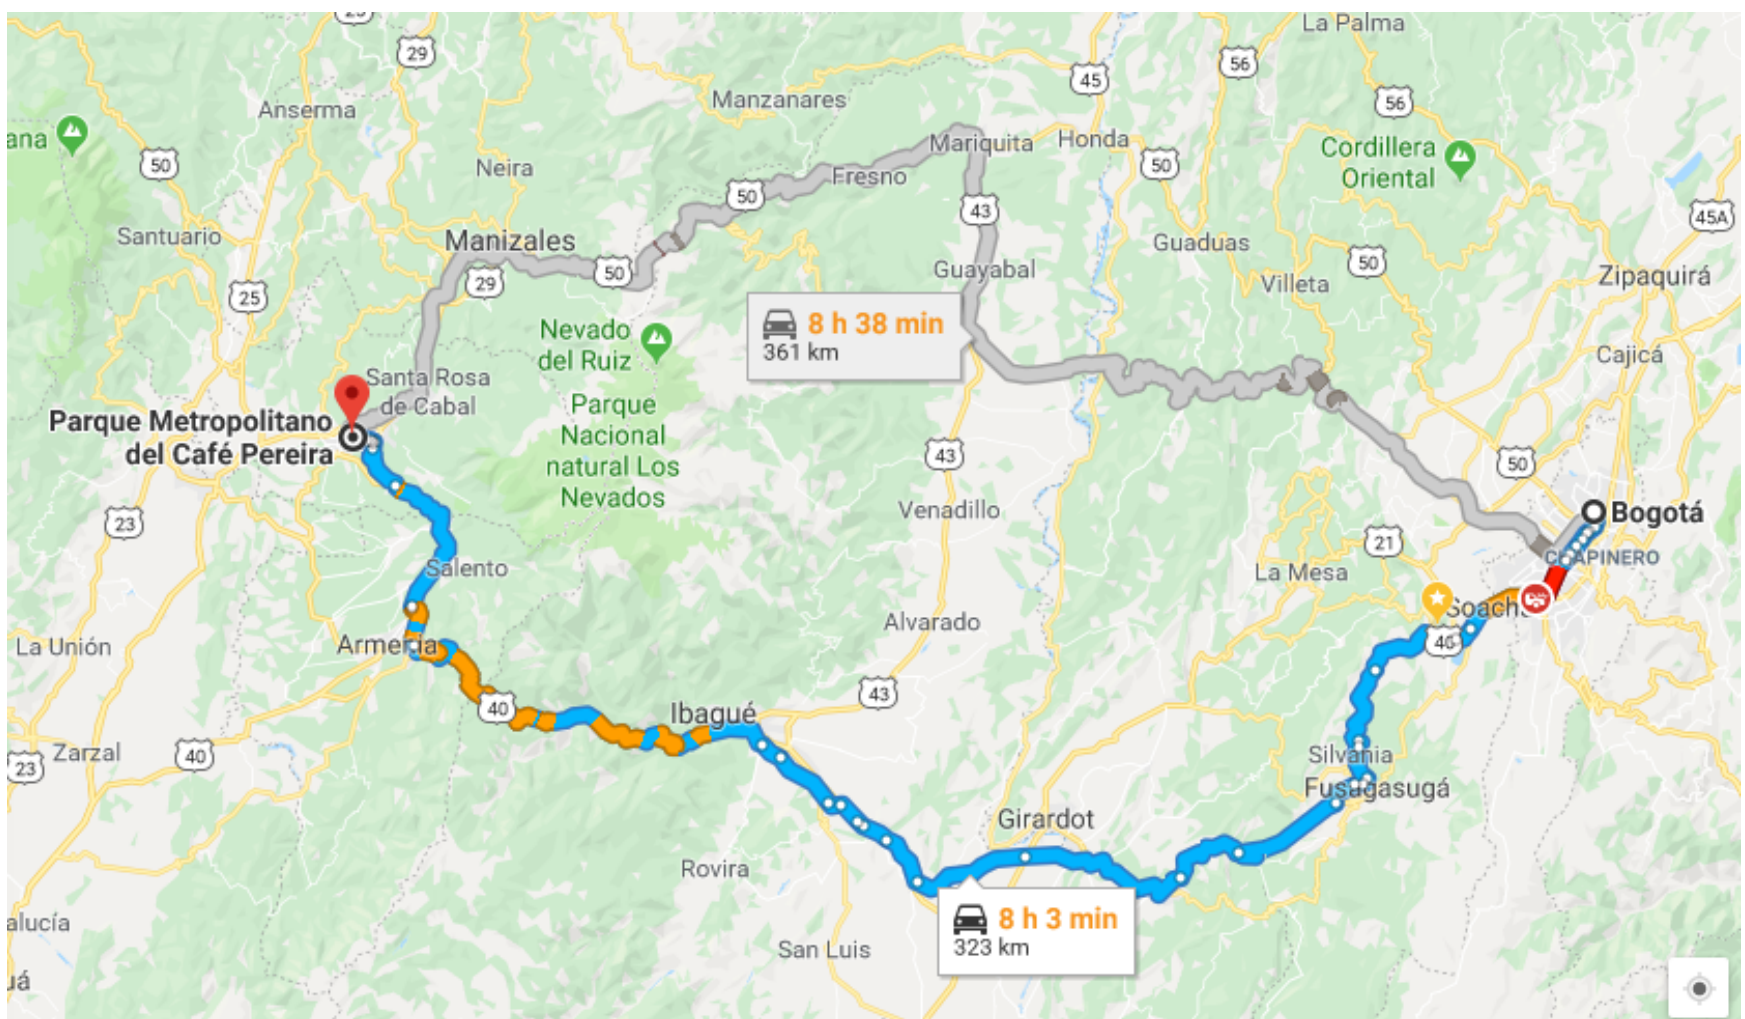 25
La Palma
29
56
45
Manzanares
56
Anserma
ana
50
Mariquita
Honda
Cordillera
Oriental
Neira
50
Fresno
50
43
45A
Santuario
Manizales
Guaduas
50
50
Guayabal
Villeta
Zipaquirá
29
25
8 h 38 min
361 km
Nevado
del Ruiz
Cajicá
Santa Rosa
de Cabal
Parque Metropolitano
del Café Pereira
Parque
Nacional
natural Los
Nevados
43
50
Venadillo
Bogotá
23
21
CHAPINERO
Salento
La Mesa
Soacha
Alvarado
40
La Unión
Armenia
43
40
Ibagué
Zarzal
40
23
Silvania
Fusagasugá
Girardot
Rovira
8 h 3 min
323 km
alucía
San Luis
uá